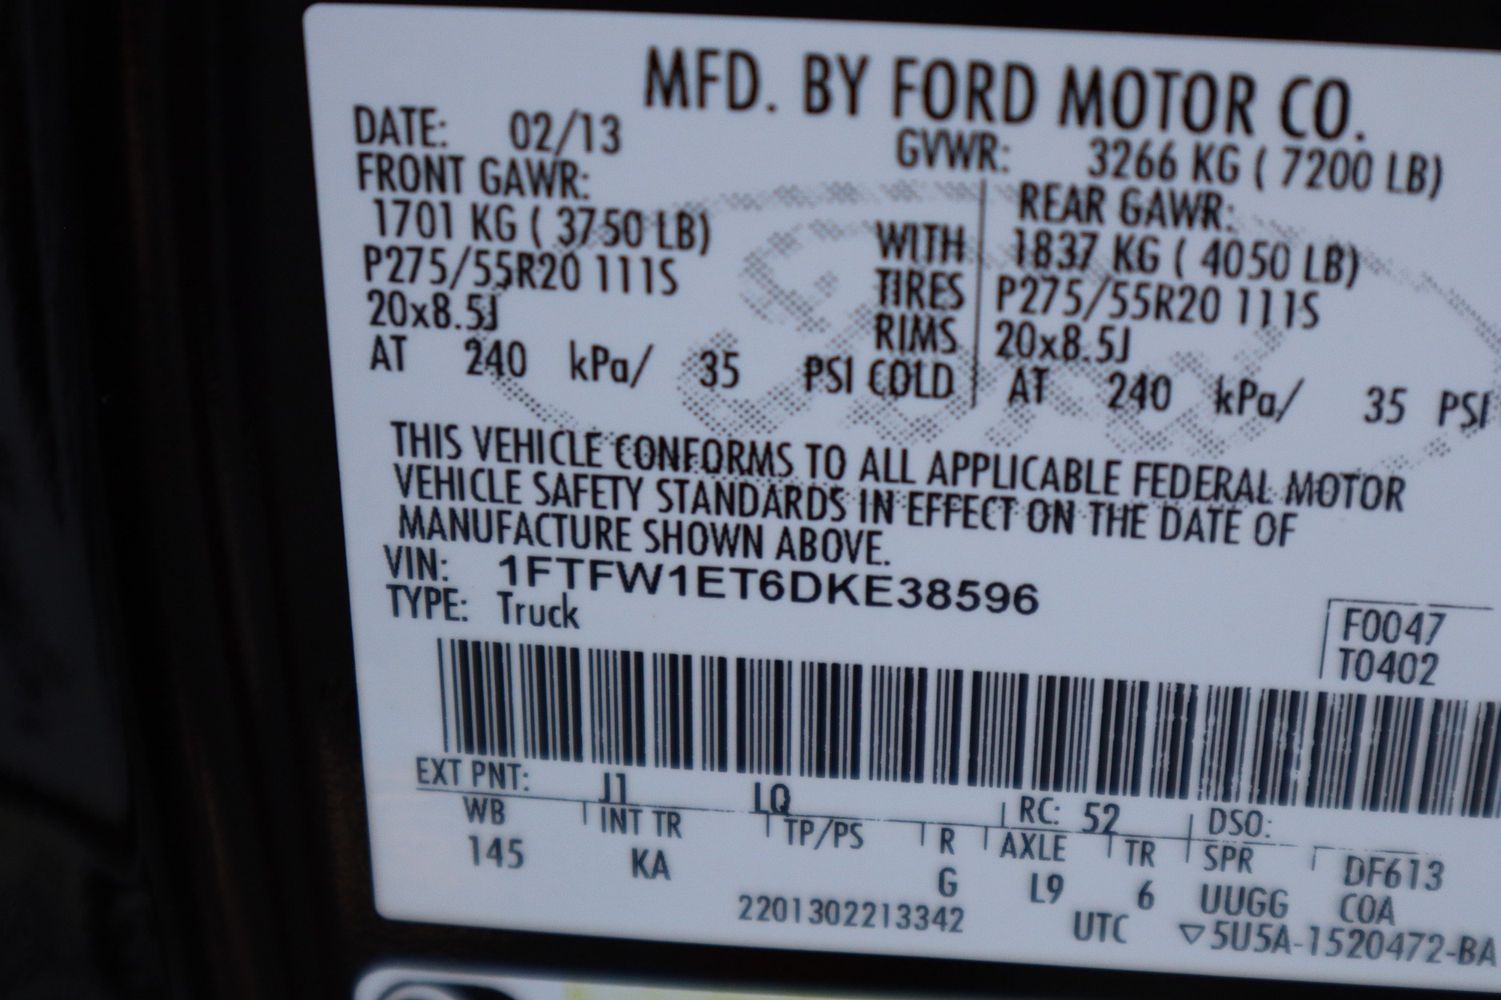 MFD. BY FORD MOTOR CO.
DATE: 02/13 GVWR: 3266 KG ( 7200 LB)
FRONT GAWR: REAR GAWR:
1701 KG ( 3750 LB) WITH 1837 KG ( 4050 LB)
P275/55R20 111S TIRES P275/55R20 111S
20x8.5J RIMS 20x8.5J
AT 240 kPa/ 35 PSI COLD AT 240 kPa/ 35 PSI
THIS VEHICLE CONFORMS TO ALL APPLICABLE FEDERAL MOTOR
VEHICLE SAFETY STANDARDS IN EFFECT ON THE DATE OF
MANUFACTURE SHOWN ABOVE.
VIN: 1FTFW1ET6DKE38596
TYPE: Truck
F0047
T0402
EXT PNT: J1 LQ RC: 52 DSO:
WB INT TR TP/PS R AXLE TR SPR DF613
145 KA G L9 6 UUGG COA
2201302213342 UTC ▽5U5A-1520472-BA